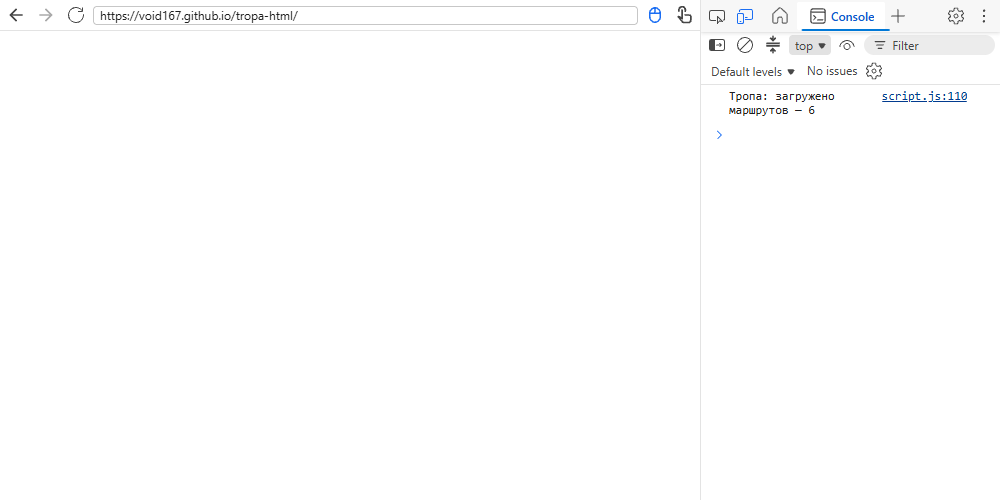 https://void167.github.io/tropa-html/
Console
top
Filter
Default levels
No issues
Тропа: загружено маршрутов — 6
script.js:110